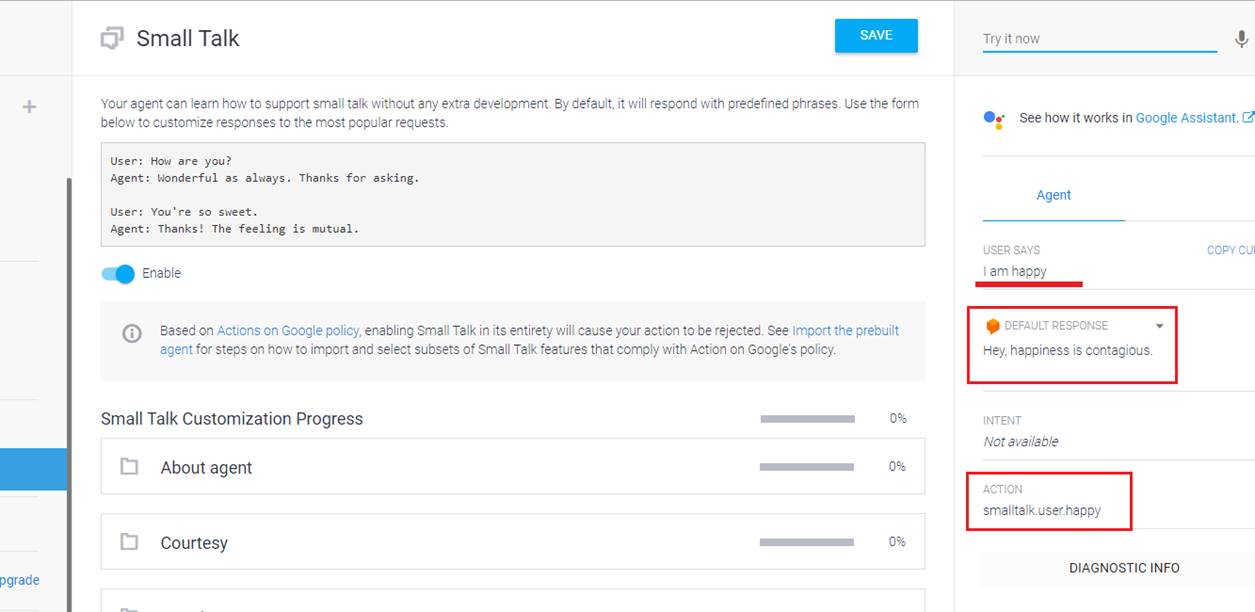 Small Talk
SAVE
Your agent can learn how to support small talk without any extra development. By default, it will respond with predefined phrases. Use the form
below to customize responses to the most popular requests.
User: How are you?
Agent: Wonderful as always. Thanks for asking.
User: You're so sweet.
Agent: Thanks! The feeling is mutual.
Enable
Based on Actions on Google policy, enabling Small Talk in its entirety will cause your action to be rejected. See Import the prebuilt
agent for steps on how to import and select subsets of Small Talk features that comply with Action on Google's policy.
Small Talk Customization Progress 0%
About agent 0%
Courtesy 0%
pgrade
Try it now
See how it works in Google Assistant.
Agent
USER SAYS COPY CU
I am happy
DEFAULT RESPONSE
Hey, happiness is contagious.
INTENT
Not available
ACTION
smalltalk.user.happy
DIAGNOSTIC INFO